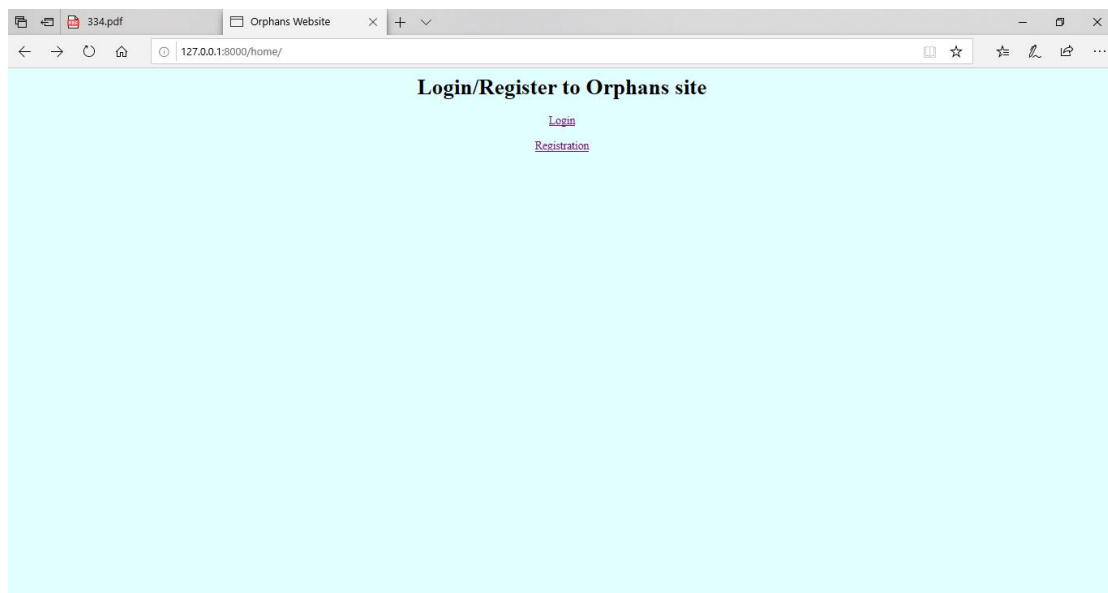 334.pdf
Orphans Website
127.0.0.1:8000/home/
Login/Register to Orphans site
Login
Registration